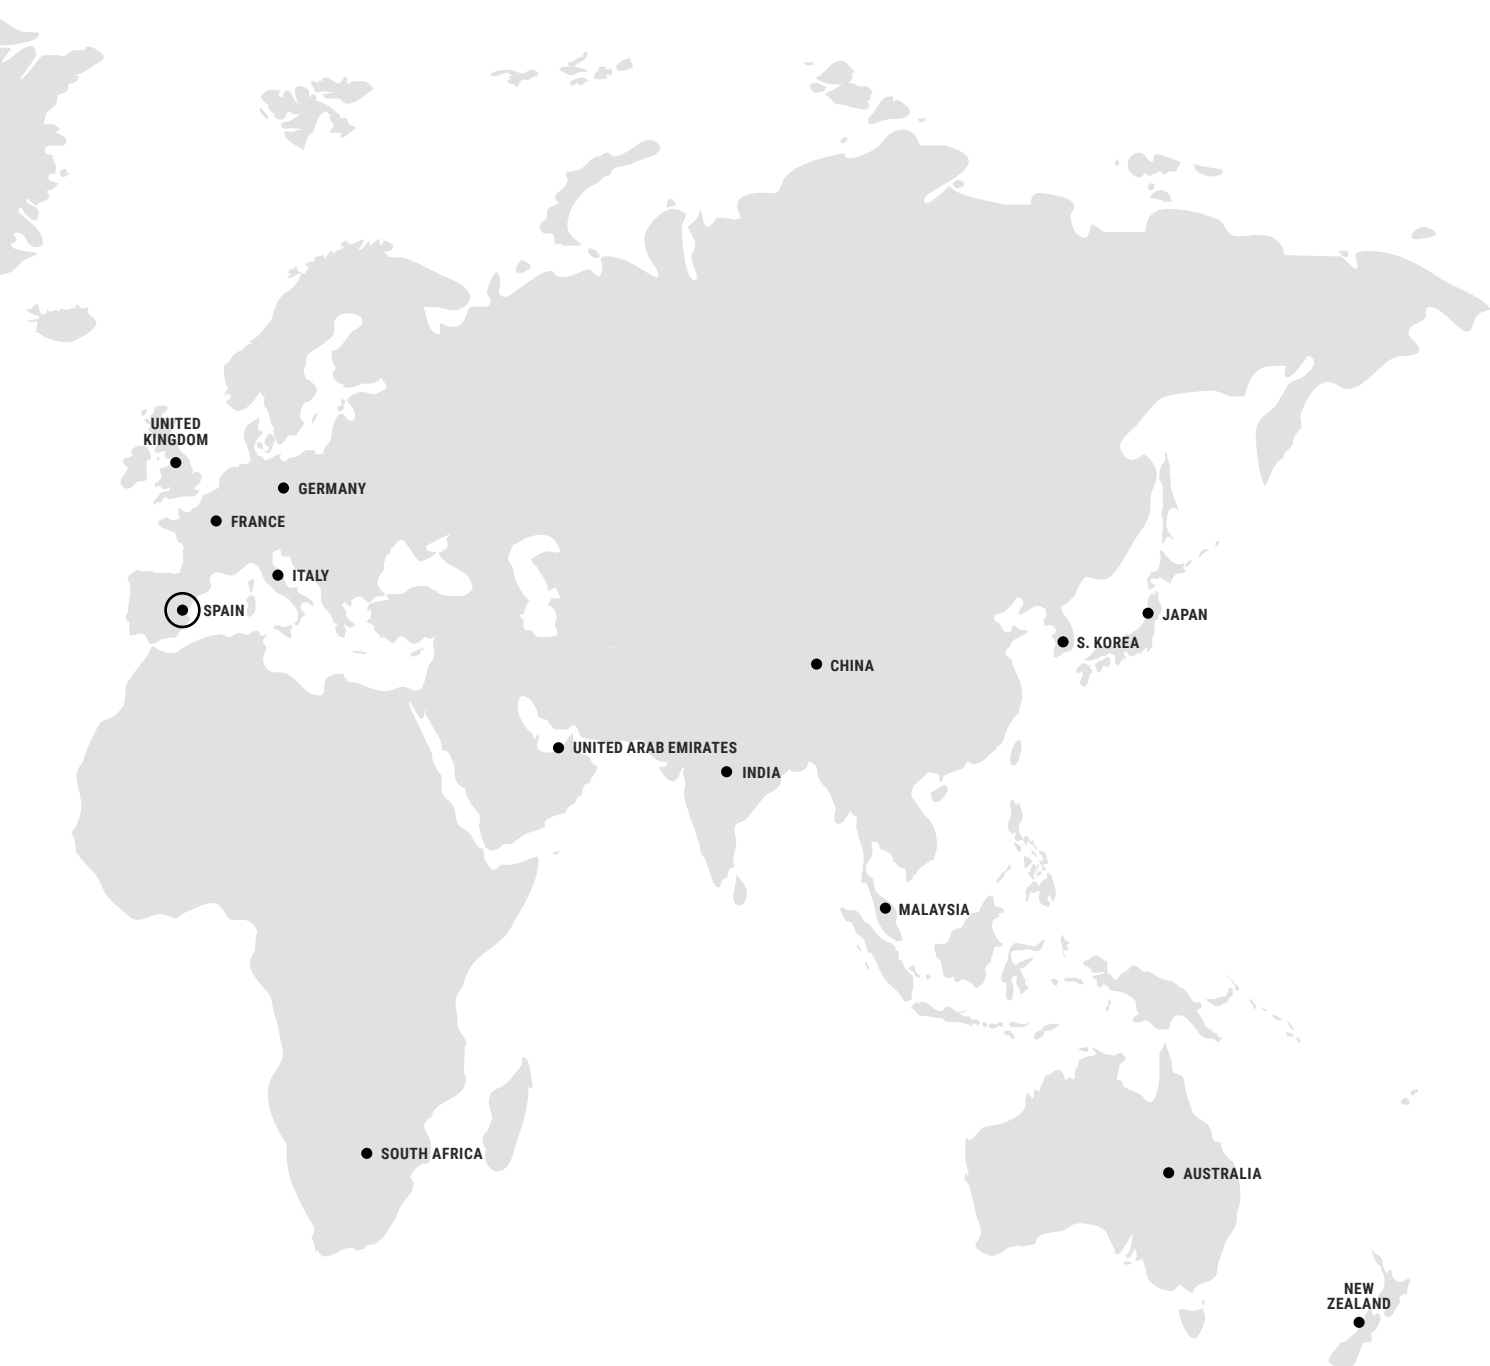 UNITED
KINGDOM
GERMANY
FRANCE
ITALY
SPAIN
JAPAN
S. KOREA
CHINA
UNITED ARAB EMIRATES
INDIA
MALAYSIA
SOUTH AFRICA
AUSTRALIA
NEW
ZEALAND